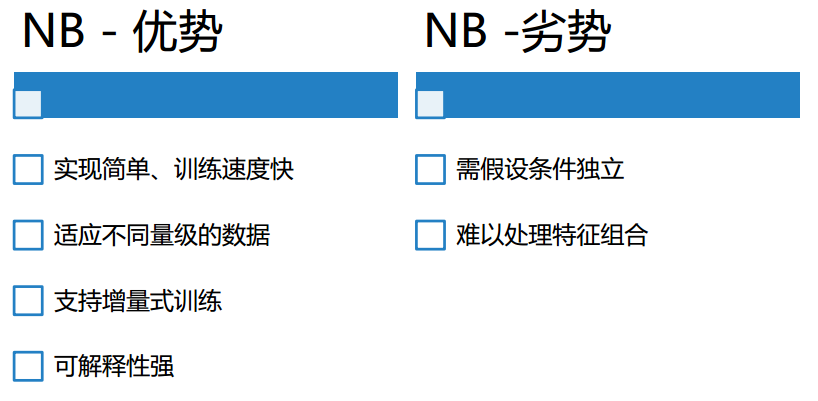 NB - 优势
实现简单、训练速度快
适应不同量级的数据
支持增量式训练
可解释性强
NB -劣势
需假设条件独立
难以处理特征组合